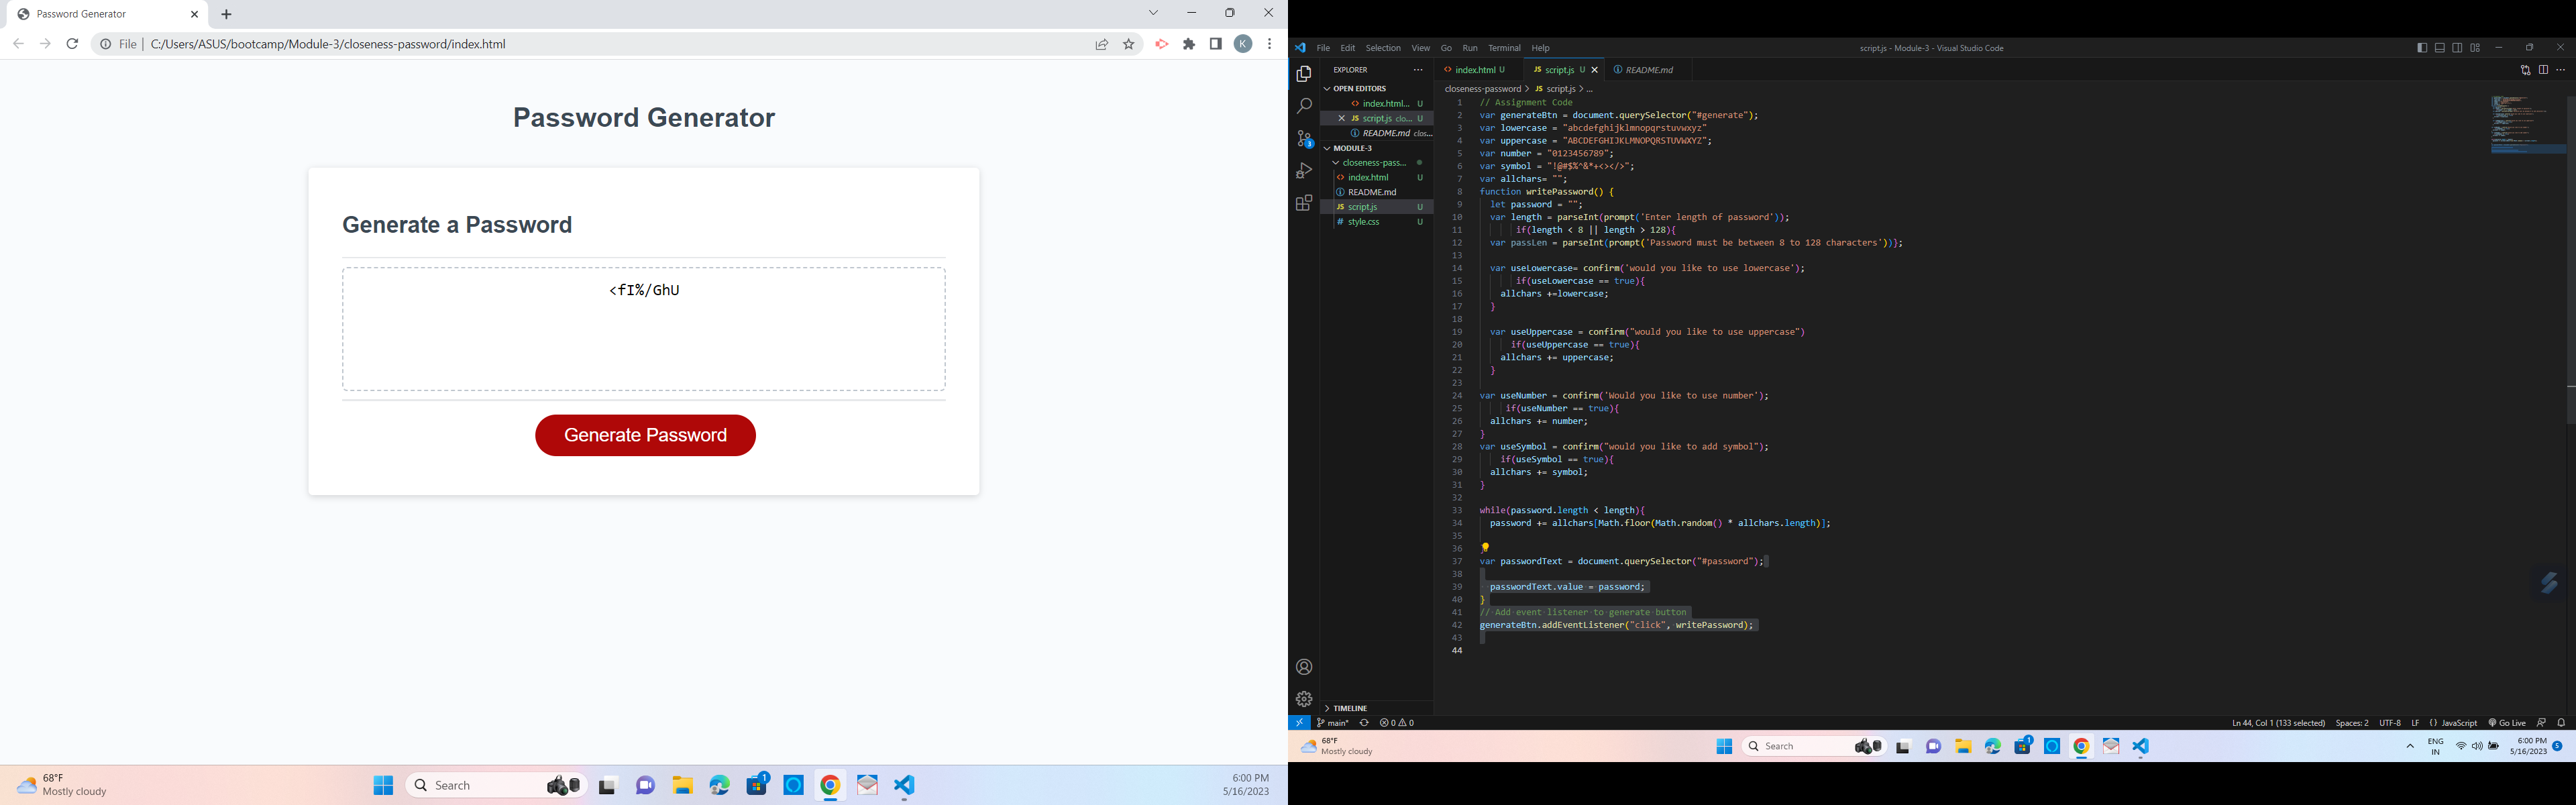 Password Generator
File | C:/Users/ASUS/bootcamp/Module-3/closeness-password/index.html
K
Password Generator
Generate a Password
<fI%/GhU
Generate Password
68°F
Mostly cloudy
Search
1
6:00 PM
5/16/2023
File Edit Selection View Go Run Terminal Help
script.js - Module-3 - Visual Studio Code
EXPLORER
OPEN EDITORS
index.html... U
script.js clo... U
README.md clos...
MODULE-3
closeness-pass...
index.html U
README.md
JS script.js U
# style.css U
TIMELINE
3
index.html U
JS script.js U
README.md
closeness-password > JS script.js > ...
1 // Assignment Code
2 var generateBtn = document.querySelector("#generate");
3 var lowercase = "abcdefghijklmnopqrstuvwxyz"
4 var uppercase = "ABCDEFGHIJKLMNOPQRSTUVWXYZ";
5 var number = "0123456789";
6 var symbol = "!@#$%^&*+<></>";
7 var allchars= "";
8 function writePassword() {
9 let password = "";
10 var length = parseInt(prompt('Enter length of password'));
11 if(length < 8 || length > 128){
12 var passLen = parseInt(prompt('Password must be between 8 to 128 characters'))};
13
14 var useLowercase= confirm('would you like to use lowercase');
15 if(useLowercase == true){
16 allchars +=lowercase;
17 }
18
19 var useUppercase = confirm("would you like to use uppercase")
20 if(useUppercase == true){
21 allchars += uppercase;
22 }
23
24 var useNumber = confirm('Would you like to use number');
25 if(useNumber == true){
26 allchars += number;
27 }
28 var useSymbol = confirm("would you like to add symbol");
29 if(useSymbol == true){
30 allchars += symbol;
31 }
32
33 while(password.length < length){
34 password += allchars[Math.floor(Math.random() * allchars.length)];
35
36
37 var passwordText = document.querySelector("#password");
38
39 passwordText.value = password;
40 }
41 // Add event listener to generate button
42 generateBtn.addEventListener("click", writePassword);
43
44
main* 0 0
Ln 44, Col 1 (133 selected) Spaces: 2 UTF-8 LF {} JavaScript Go Live
68°F
Mostly cloudy
Search
1
ENG
IN
6:00 PM
5/16/2023
5